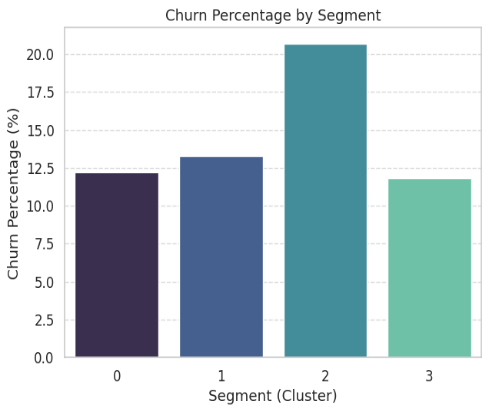 Churn Percentage by Segment
Churn Percentage (%)
20.0
17.5
15.0
12.5
10.0
7.5
5.0
2.5
0.0
0 1 2 3
Segment (Cluster)